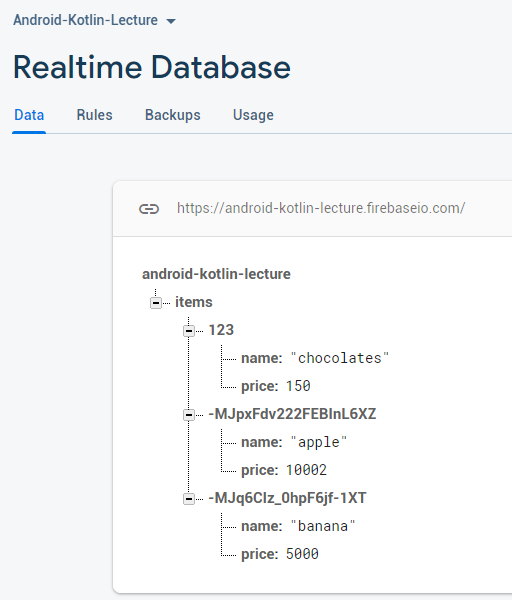 Android-Kotlin-Lecture
Realtime Database
Data Rules Backups Usage
https://android-kotlin-lecture.firebaseio.com/
android-kotlin-lecture
items
123
name: "chocolates"
price: 150
-MJpxFdv222FEBInL6XZ
name: "apple"
price: 10002
-MJq6CIz_0hpF6jf-1XT
name: "banana"
price: 5000